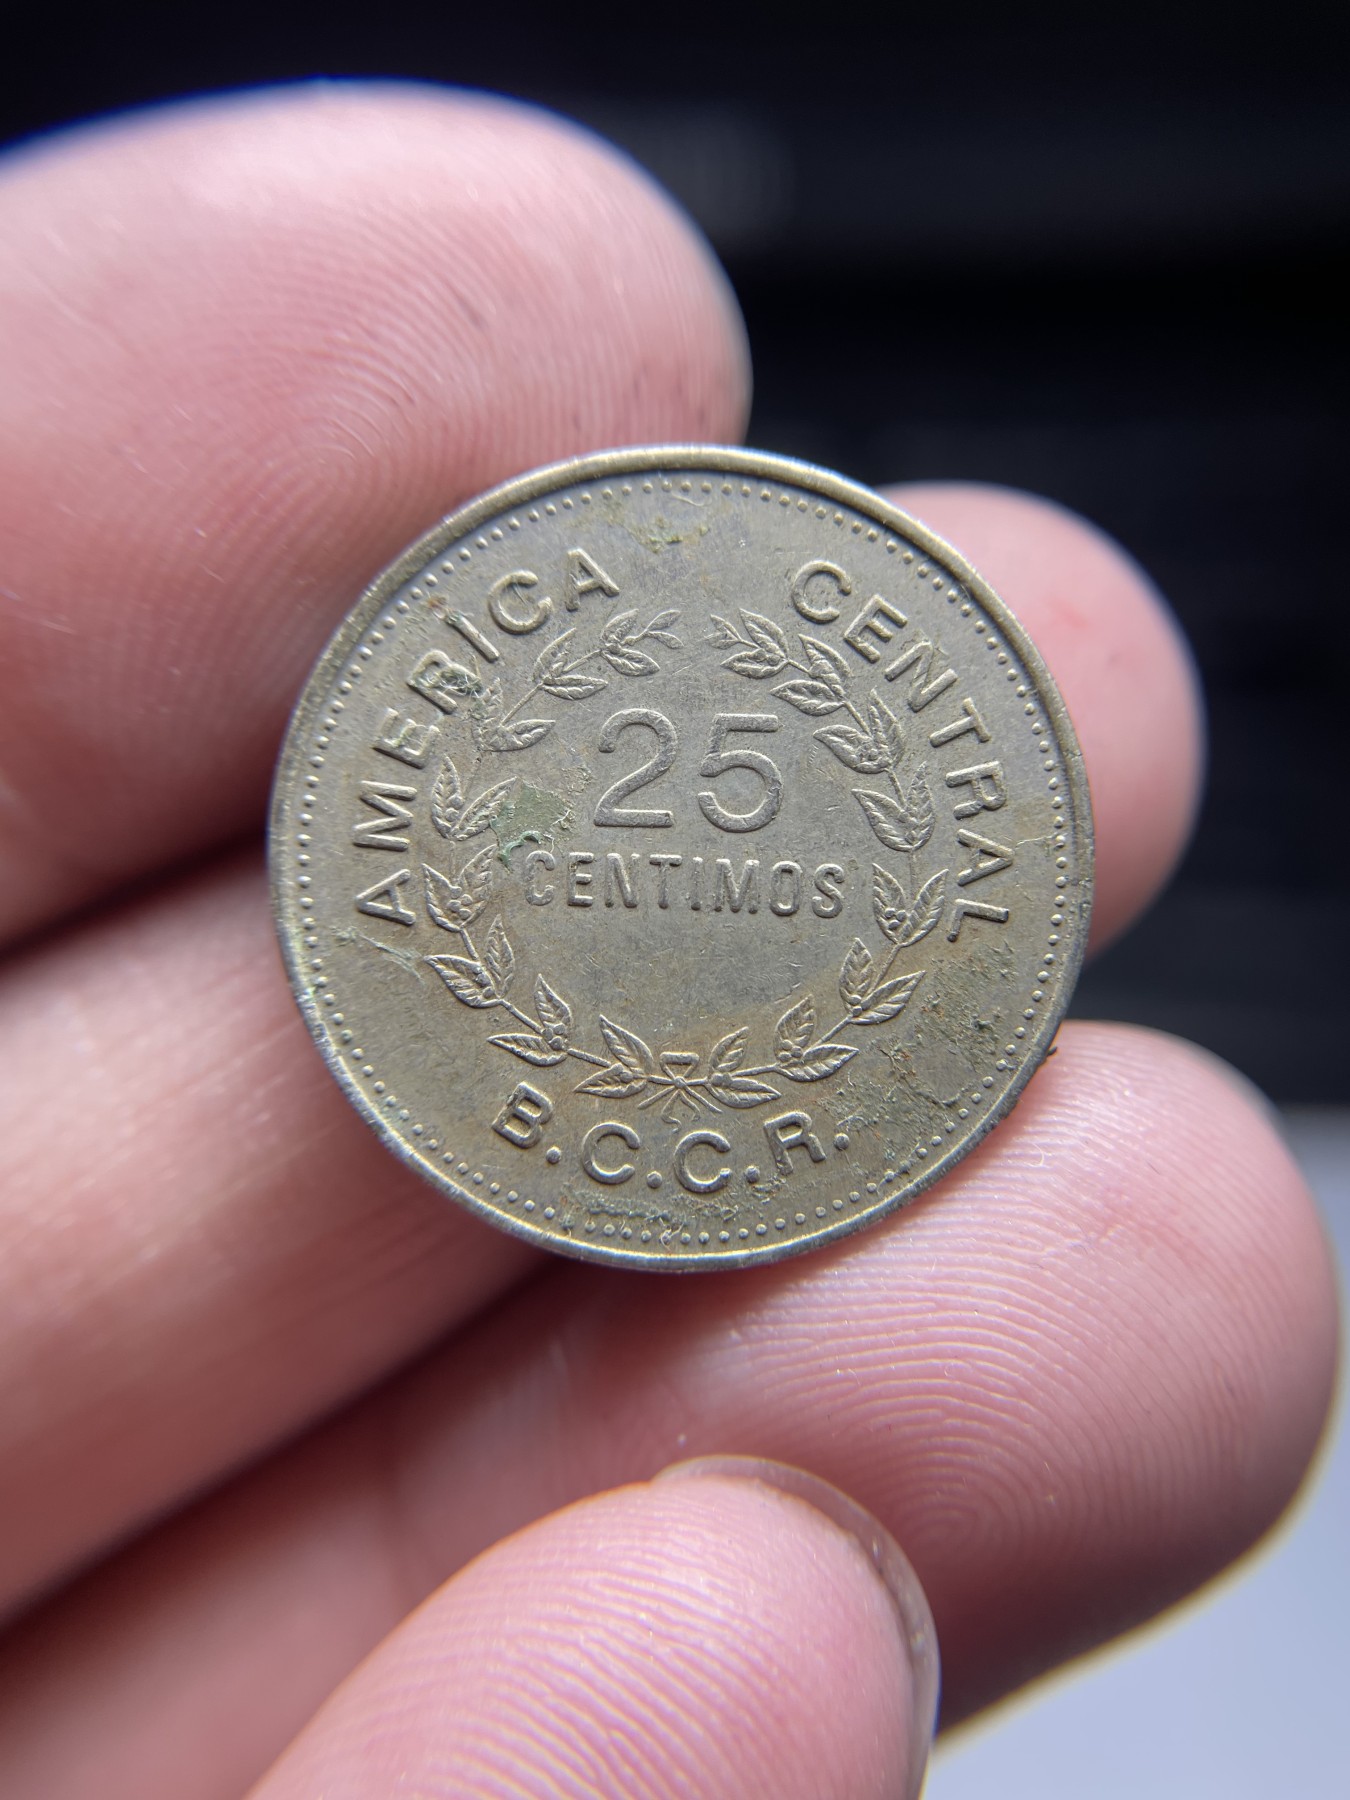 AMERICA CENTRAL
25
CENTIMOS
B.C.C.R.